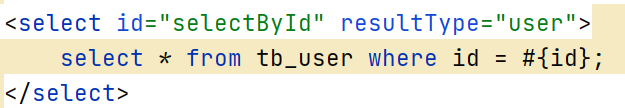 <select id="selectById" resultType="user">
    select * from tb_user where id = #{id};
</select>